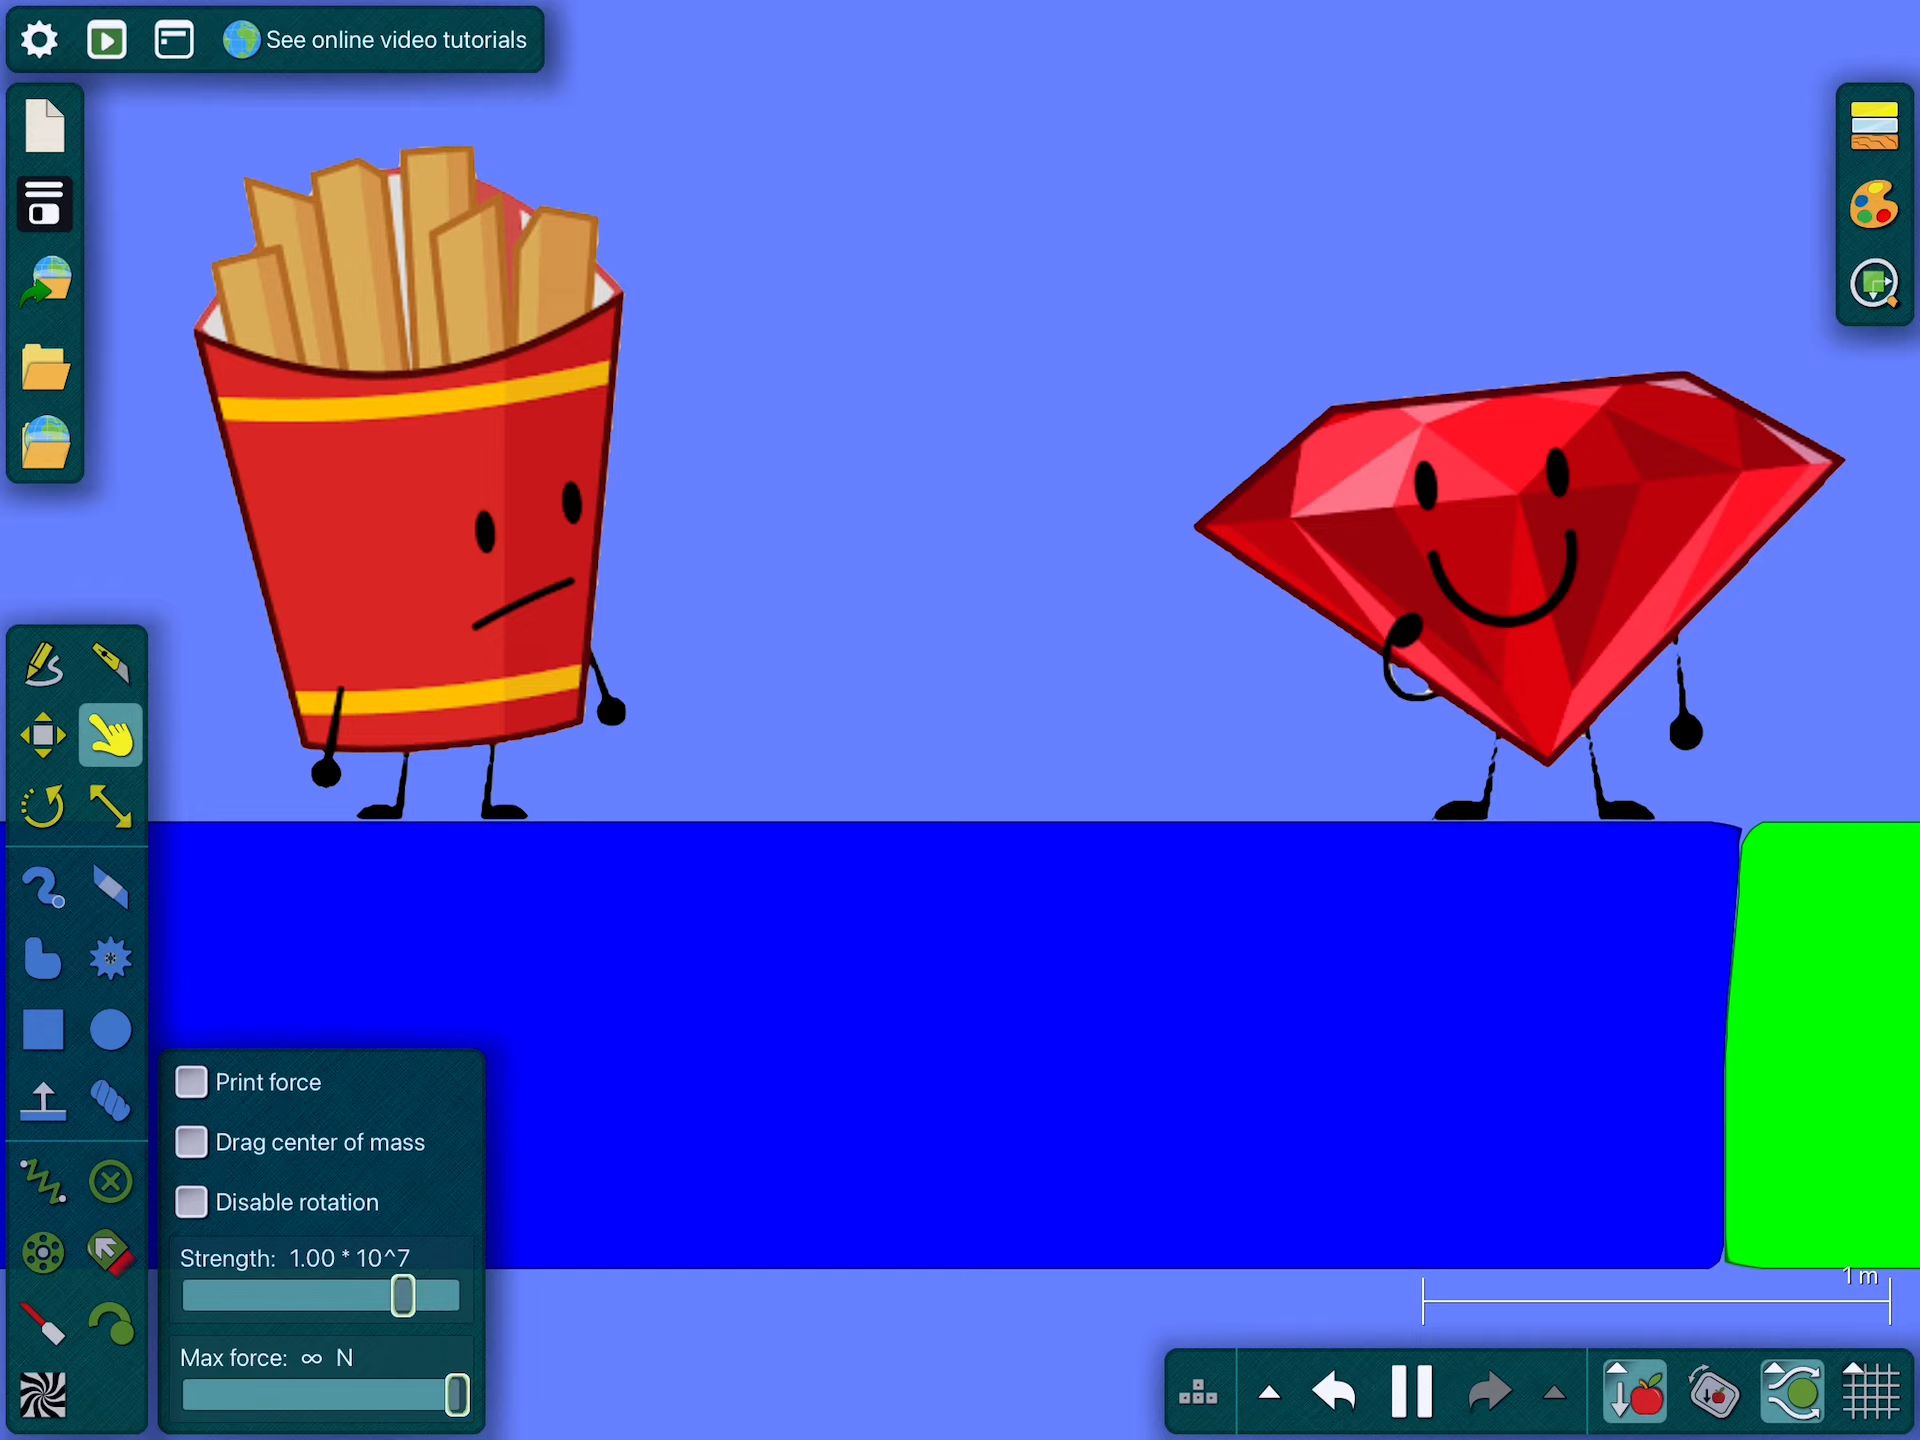 See online video tutorials
Print force
Drag center of mass
Disable rotation
Strength: 1.00 * 10^7
Max force: ∞ N
1 m